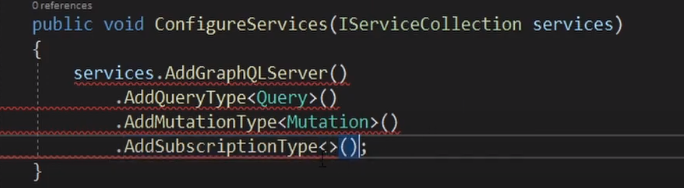 0 references
public void ConfigureServices(IServiceCollection services)
{
services.AddGraphQLServer()
.AddQueryType<Query>()
.AddMutationType<Mutation>()
.AddSubscriptionType<>();
}